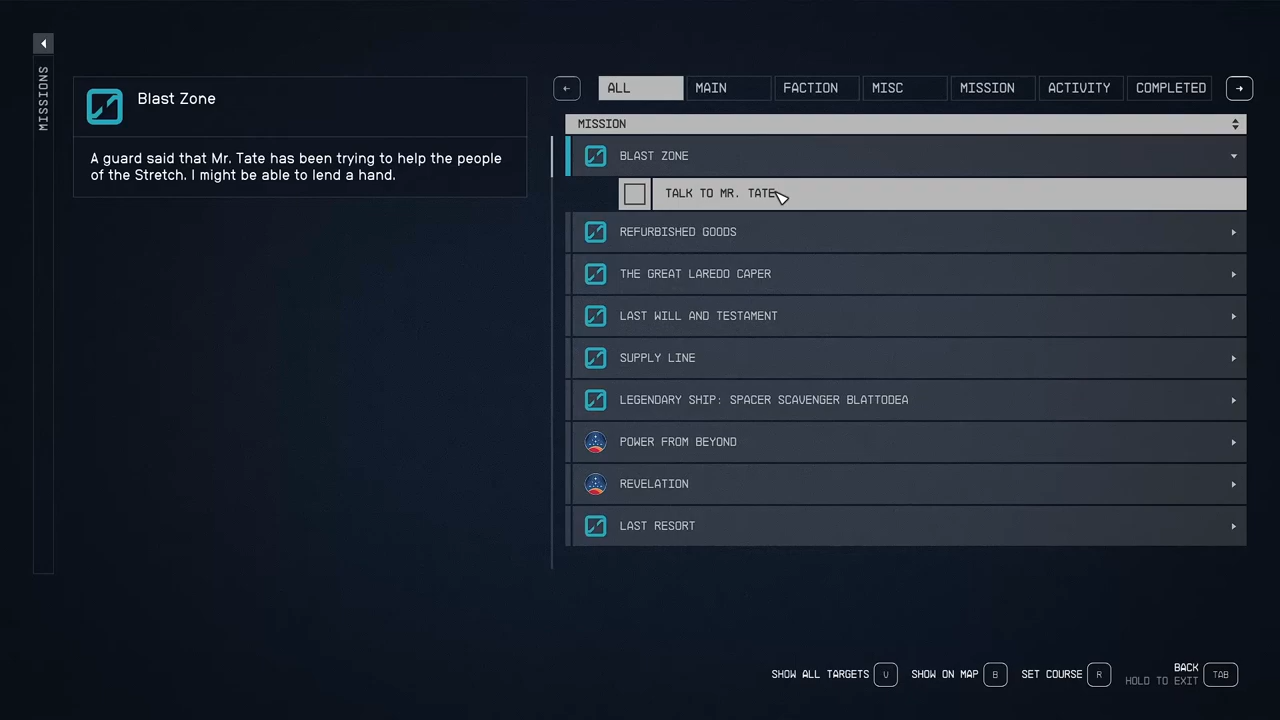 MISSIONS
Blast Zone
A guard said that Mr. Tate has been trying to help the people
of the Stretch. I might be able to lend a hand.
ALL MAIN FACTION MISC MISSION ACTIVITY COMPLETED
MISSION
BLAST ZONE
TALK TO MR. TATE
REFURBISHED GOODS
THE GREAT LAREDO CAPER
LAST WILL AND TESTAMENT
SUPPLY LINE
LEGENDARY SHIP: SPACER SCAVENGER BLATTODEA
POWER FROM BEYOND
REVELATION
LAST RESORT
SHOW ALL TARGETS V SHOW ON MAP B SET COURSE R BACK TAB
HOLD TO EXIT